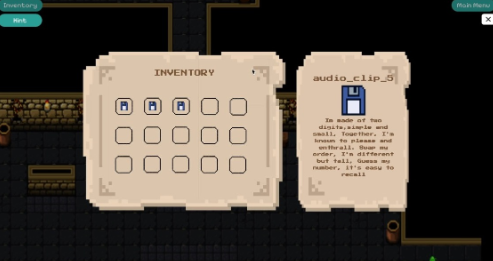 Inventory
Main Menu
Hint
INVENTORY
audio_clip_5
Im made of two
digits,simple and
small, Together, I'm
known to please and
enthrall. Swap my
order, I'm different
but tall, Guess my
number, it's easy to
recall